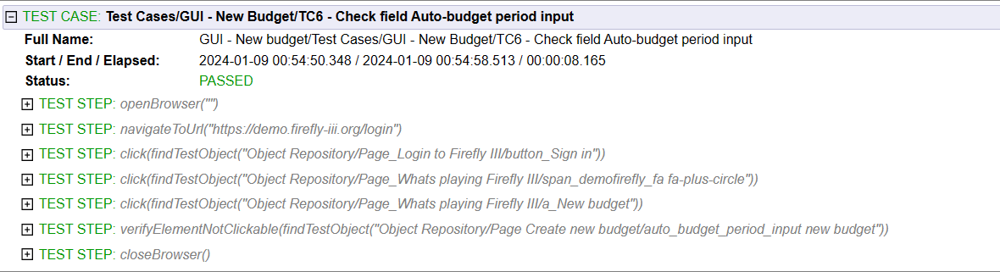 TEST CASE: Test Cases/GUI - New Budget/TC6 - Check field Auto-budget period input
Full Name: GUI - New budget/Test Cases/GUI - New Budget/TC6 - Check field Auto-budget period input
Start / End / Elapsed: 2024-01-09 00:54:50.348 / 2024-01-09 00:54:58.513 / 00:00:08.165
Status: PASSED
TEST STEP: openBrowser("")
TEST STEP: navigateToUrl("https://demo.firefly-iii.org/login")
TEST STEP: click(findTestObject("Object Repository/Page_Login to Firefly III/button_Sign in"))
TEST STEP: click(findTestObject("Object Repository/Page_Whats playing Firefly III/span_demofirefly_fa fa-plus-circle"))
TEST STEP: click(findTestObject("Object Repository/Page_Whats playing Firefly III/a_New budget"))
TEST STEP: verifyElementNotClickable(findTestObject("Object Repository/Page Create new budget/auto_budget_period_input new budget"))
TEST STEP: closeBrowser()